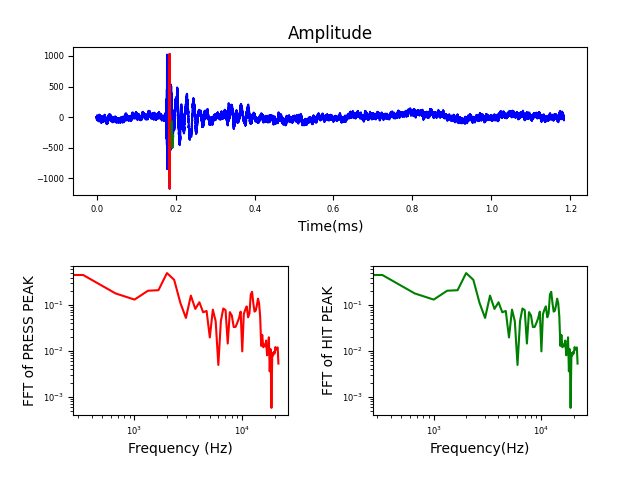 Amplitude
1000
500
0
−500
−1000
0.0 0.2 0.4 0.6 0.8 1.0 1.2
Time(ms)
FFT of PRESS PEAK
10⁻¹
10⁻²
10⁻³
10³ 10⁴
Frequency (Hz)
FFT of HIT PEAK
10⁻¹
10⁻²
10⁻³
10³ 10⁴
Frequency(Hz)